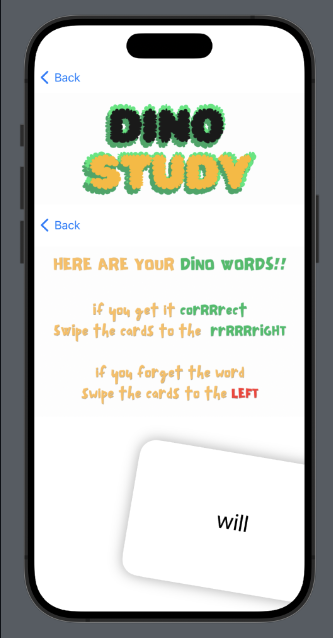 Back
DINO
STUDY
Back
HERE ARE YOUR DINO WORDS!!
if you get it corRRrect
Swipe the cards to the rrRRRriGHT
If you forget the word
Swipe the cards to the LEFT
will